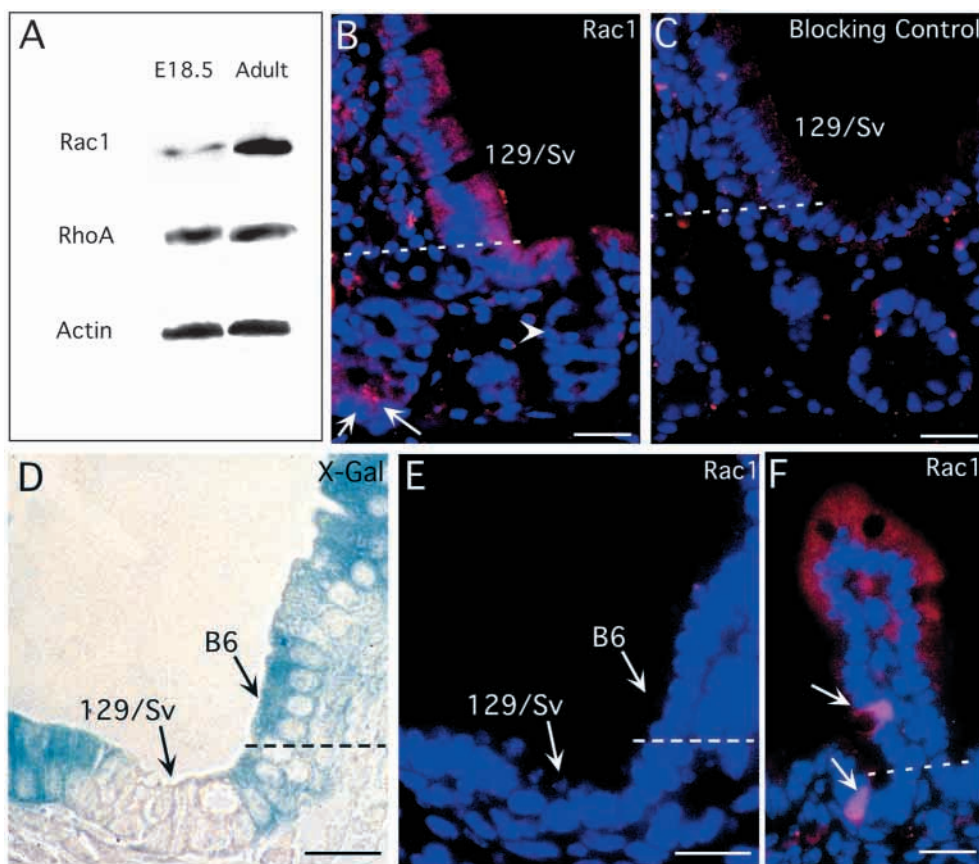 A
E18.5 Adult
Rac1
RhoA
Actin
B
Rac1
129/Sv
C
Blocking Control
129/Sv
D
X-Gal
B6
129/Sv
E
Rac1
B6
129/Sv
F
Rac1